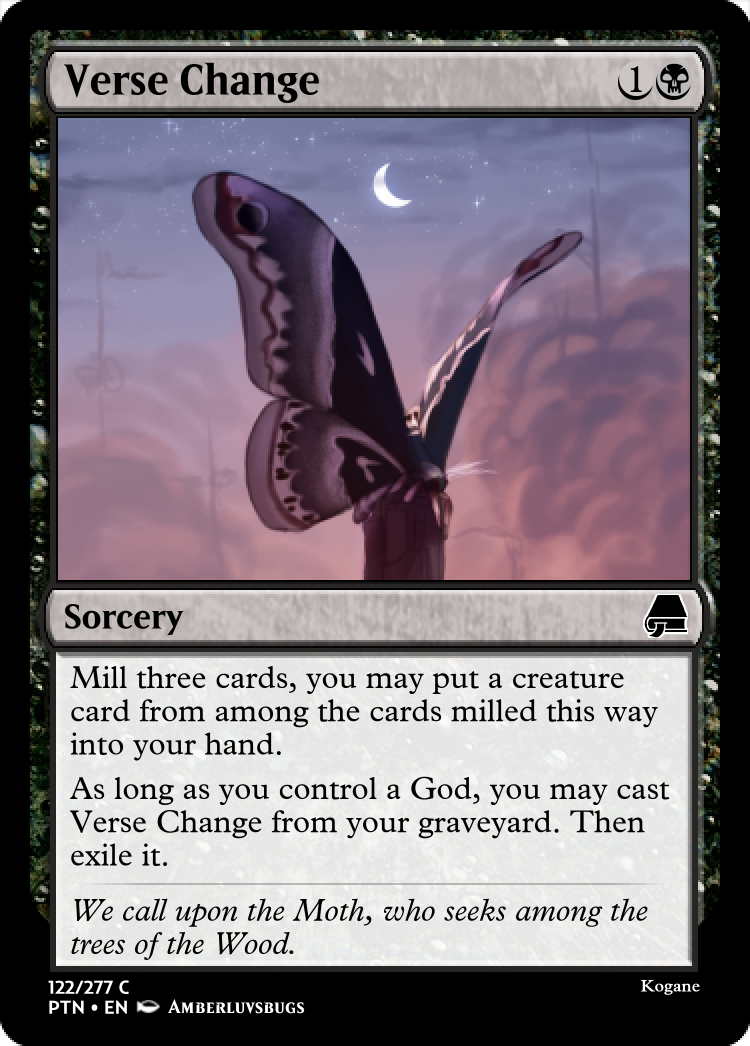 Verse Change
1
Sorcery
Mill three cards, you may put a creature
card from among the cards milled this way
into your hand.
As long as you control a God, you may cast
Verse Change from your graveyard. Then
exile it.
We call upon the Moth, who seeks among the
trees of the Wood.
122/277 C
Kogane
PTN • EN AMBERLUVSBUGS